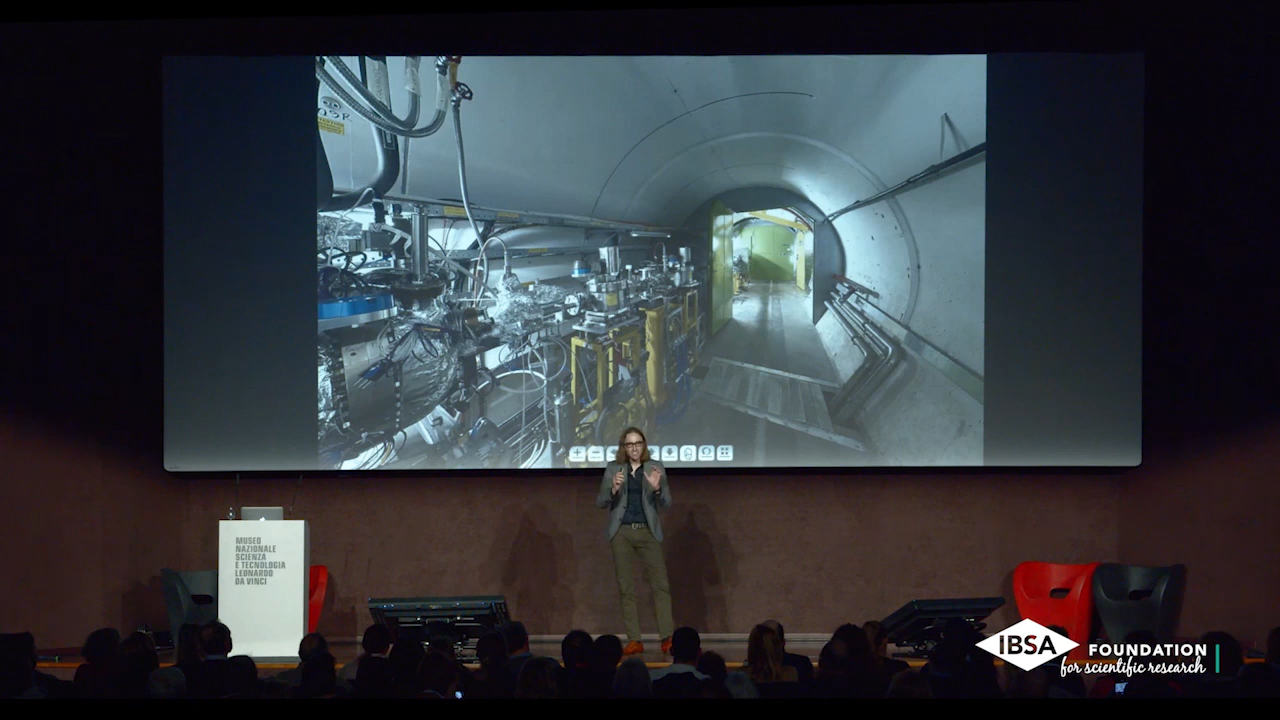 MUSEO
NAZIONALE
SCIENZA
E TECNOLOGIA
LEONARDO
DA VINCI
IBSA FOUNDATION
for scientific research